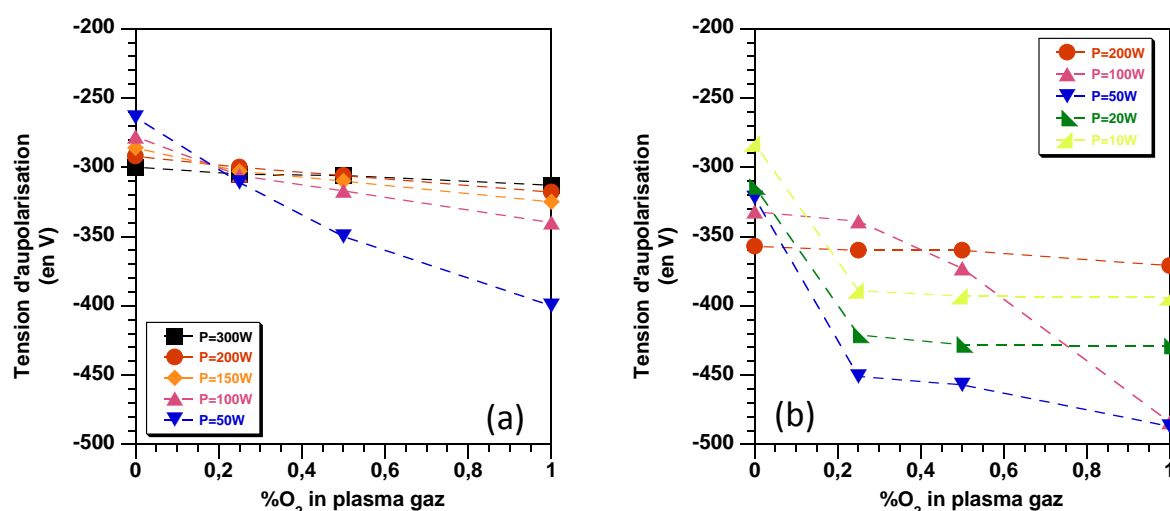 -200
-250
-300
-350
-400
-450
-500
Tension d'aupolarisation
(en V)
P=300W
P=200W
P=150W
P=100W
P=50W
(a)
0
0,2
0,4
0,6
0,8
1
%O2 in plasma gaz
-200
-250
-300
-350
-400
-450
-500
Tension d'aupolarisation
(en V)
P=200W
P=100W
P=50W
P=20W
P=10W
(b)
0
0,2
0,4
0,6
0,8
1
%O2 in plasma gaz